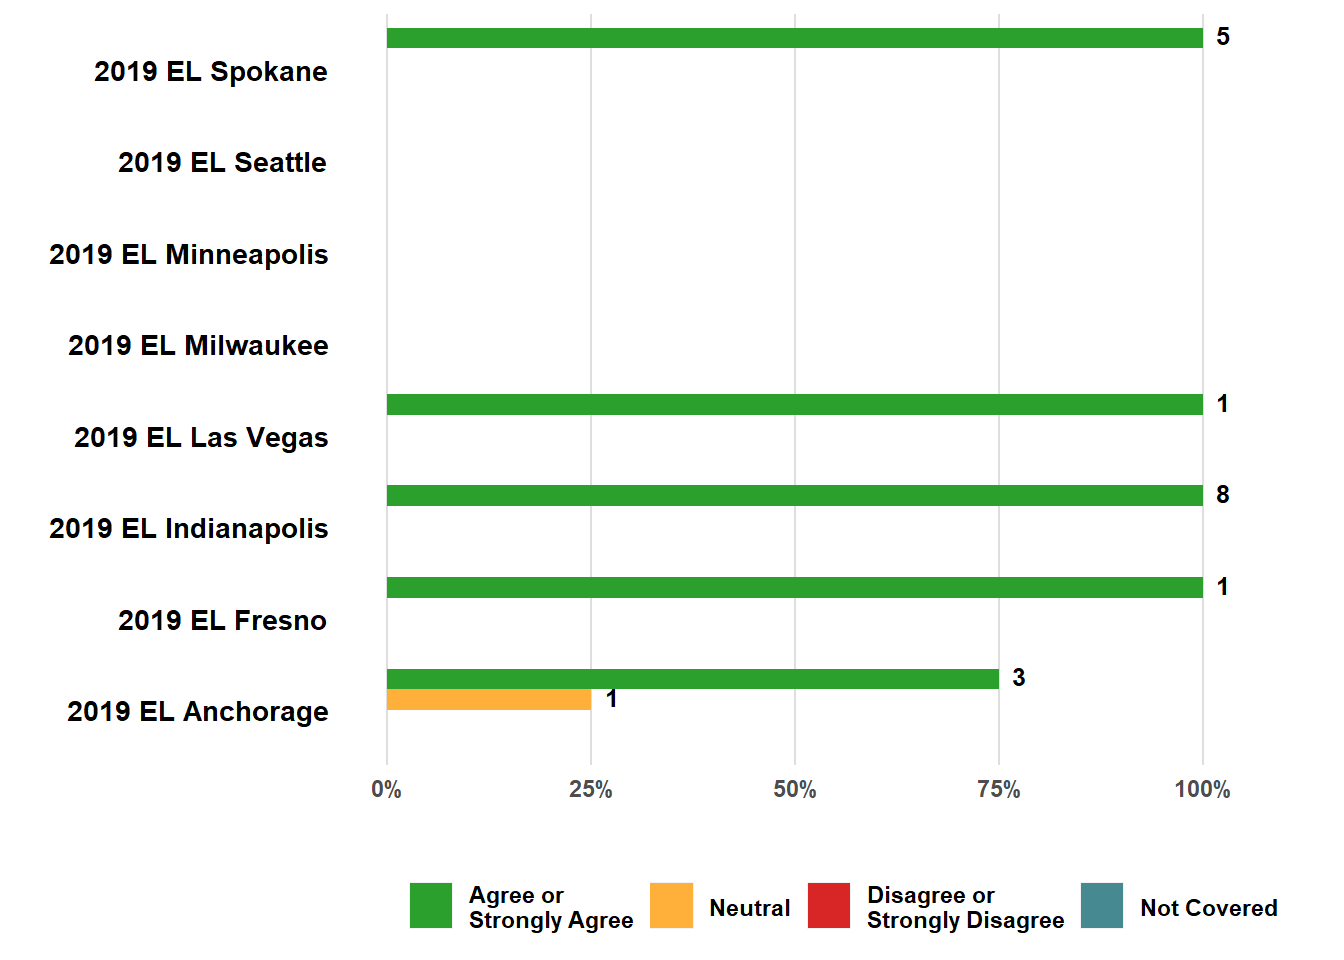 5
2019 EL Spokane
2019 EL Seattle
2019 EL Minneapolis
2019 EL Milwaukee
1
2019 EL Las Vegas
8
2019 EL Indianapolis
1
2019 EL Fresno
3
1
2019 EL Anchorage
0% 25% 50% 75% 100%
Agree or
Strongly Agree
Neutral
Disagree or
Strongly Disagree
Not Covered